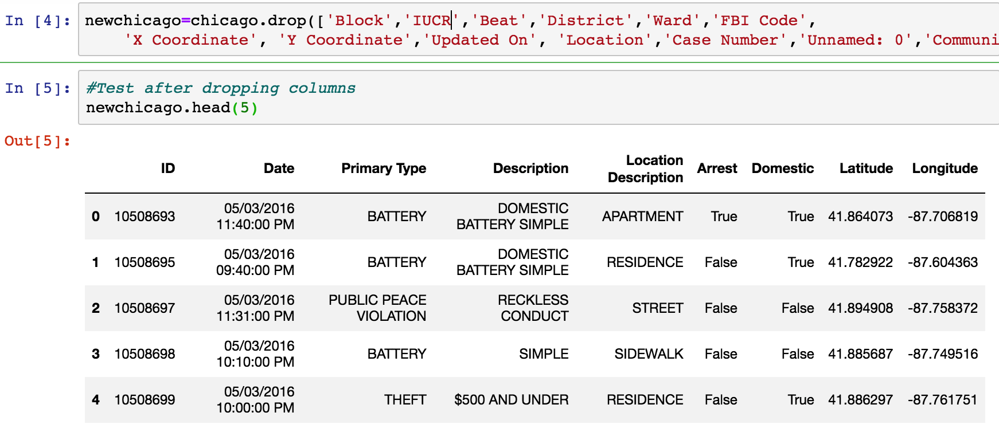 In [4]: newchicago=chicago.drop(['Block','IUCR','Beat','District','Ward','FBI Code',
'X Coordinate', 'Y Coordinate','Updated On', 'Location','Case Number','Unnamed: 0','Communi
In [5]: #Test after dropping columns
newchicago.head(5)
Out[5]:
ID Date Primary Type Description Location Description Arrest Domestic Latitude Longitude
0 10508693 05/03/2016 11:40:00 PM BATTERY DOMESTIC BATTERY SIMPLE APARTMENT True True 41.864073 -87.706819
1 10508695 05/03/2016 09:40:00 PM BATTERY DOMESTIC BATTERY SIMPLE RESIDENCE False True 41.782922 -87.604363
2 10508697 05/03/2016 11:31:00 PM PUBLIC PEACE VIOLATION RECKLESS CONDUCT STREET False False 41.894908 -87.758372
3 10508698 05/03/2016 10:10:00 PM BATTERY SIMPLE SIDEWALK False False 41.885687 -87.749516
4 10508699 05/03/2016 10:00:00 PM THEFT $500 AND UNDER RESIDENCE False True 41.886297 -87.761751